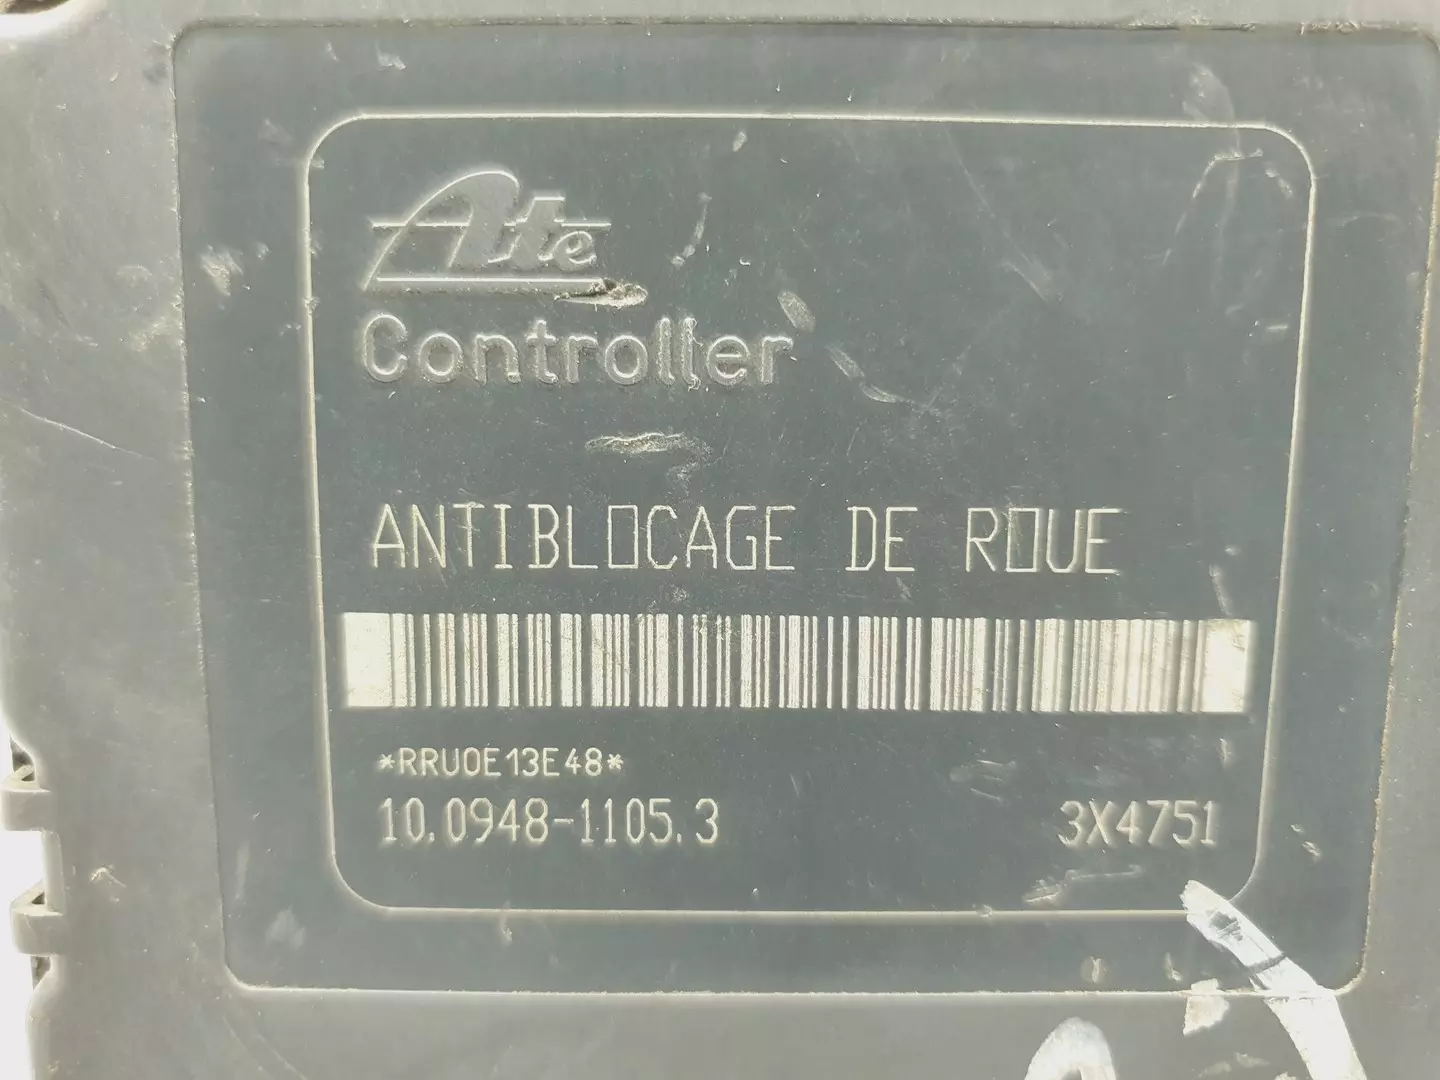 Ate
Controller
ANTIBLOCAGE DE ROUE
*RRU0E13E48*
10.0948-1105.3 3X4751